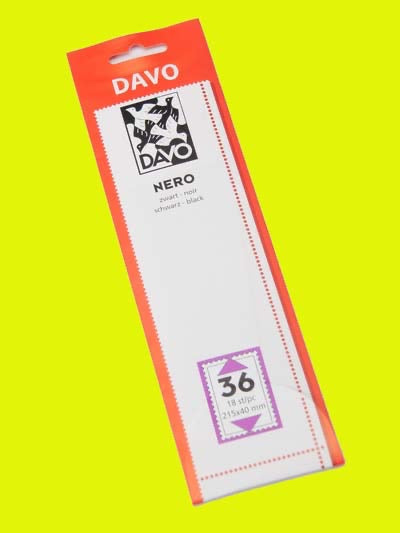 DAVO
DAVO
NERO
zwart - noir
schwarz - black
36
18 st/pc
215x40 mm